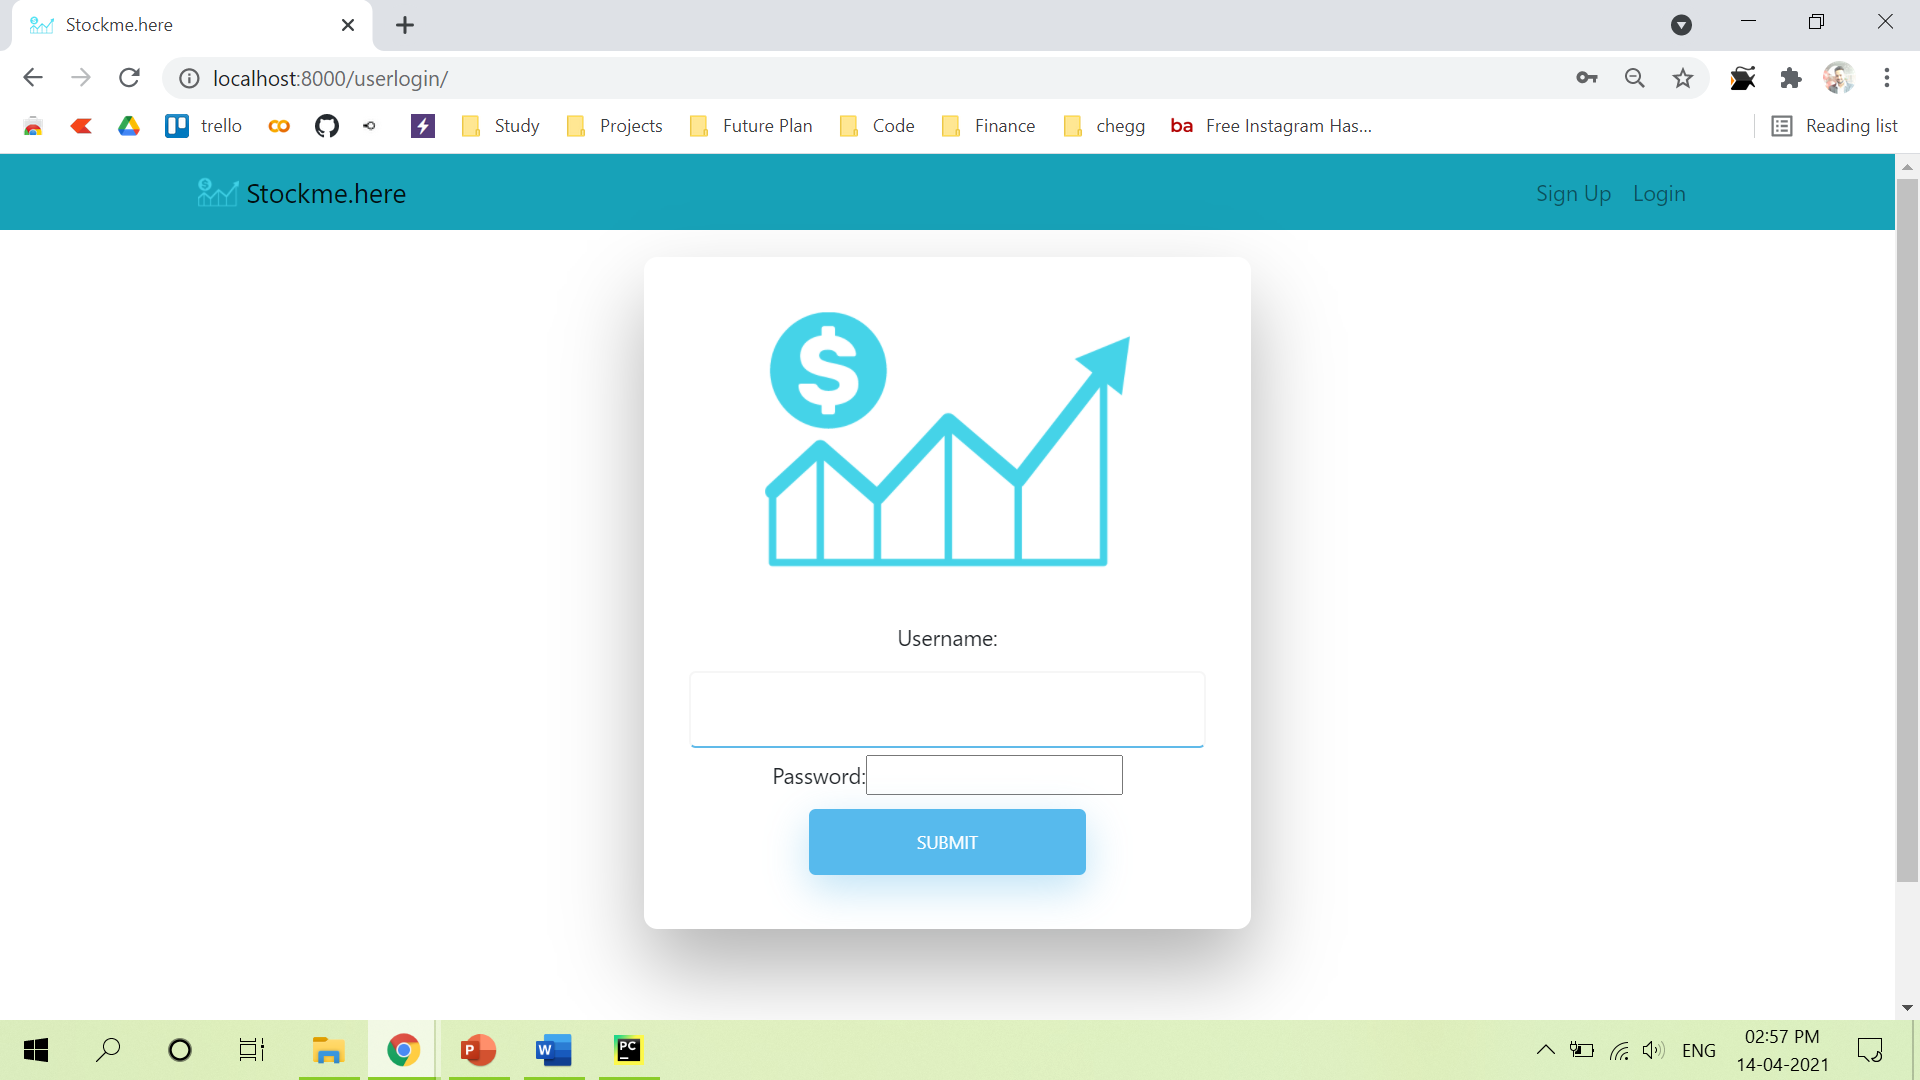 Stockme.here
localhost:8000/userlogin/
trello Study Projects Future Plan Code Finance chegg ba Free Instagram Has... Reading list
Stockme.here Sign Up Login
$
Username:
Password:
SUBMIT
P W PC ENG 02:57 PM
14-04-2021